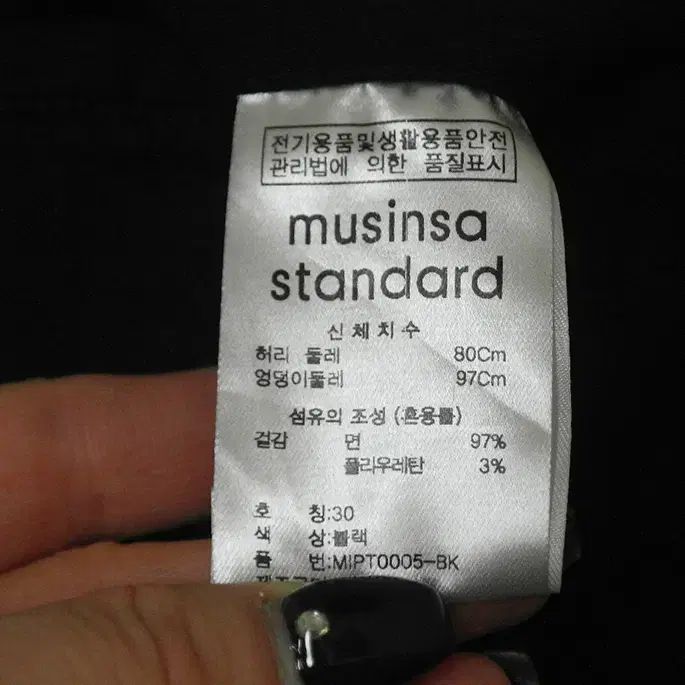 전기용품및생활용품안전
관리법에 의한 품질표시
musinsa
standard
신체치수
허리 둘레 80Cm
엉덩이둘레 97Cm
섬유의 조성 (혼용률)
겉감 면 97%
폴리우레탄 3%
호 칭:30
색 상:블랙
품 번:MIPT0005-BK